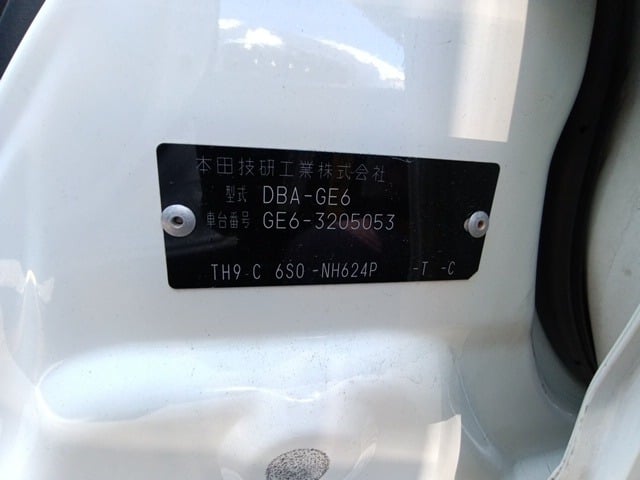 本田技研工業株式会社
型式 DBA-GE6
車台番号 GE6-3205053
TH9-C 6S0 -NH624P -T -C